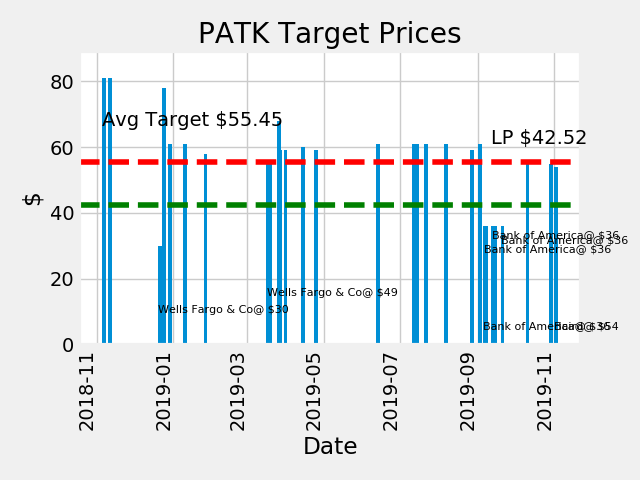 PATK Target Prices
80
Avg Target $55.45
LP $42.52
60
$
40
Bank of America@ $36
Bank of America@ $36
Bank of America@ $36
20
Wells Fargo & Co@ $49
Wells Fargo & Co@ $30
Bank of America@ $36
0
2018-11
2019-01
2019-03
2019-05
2019-07
2019-09
2019-11
Date